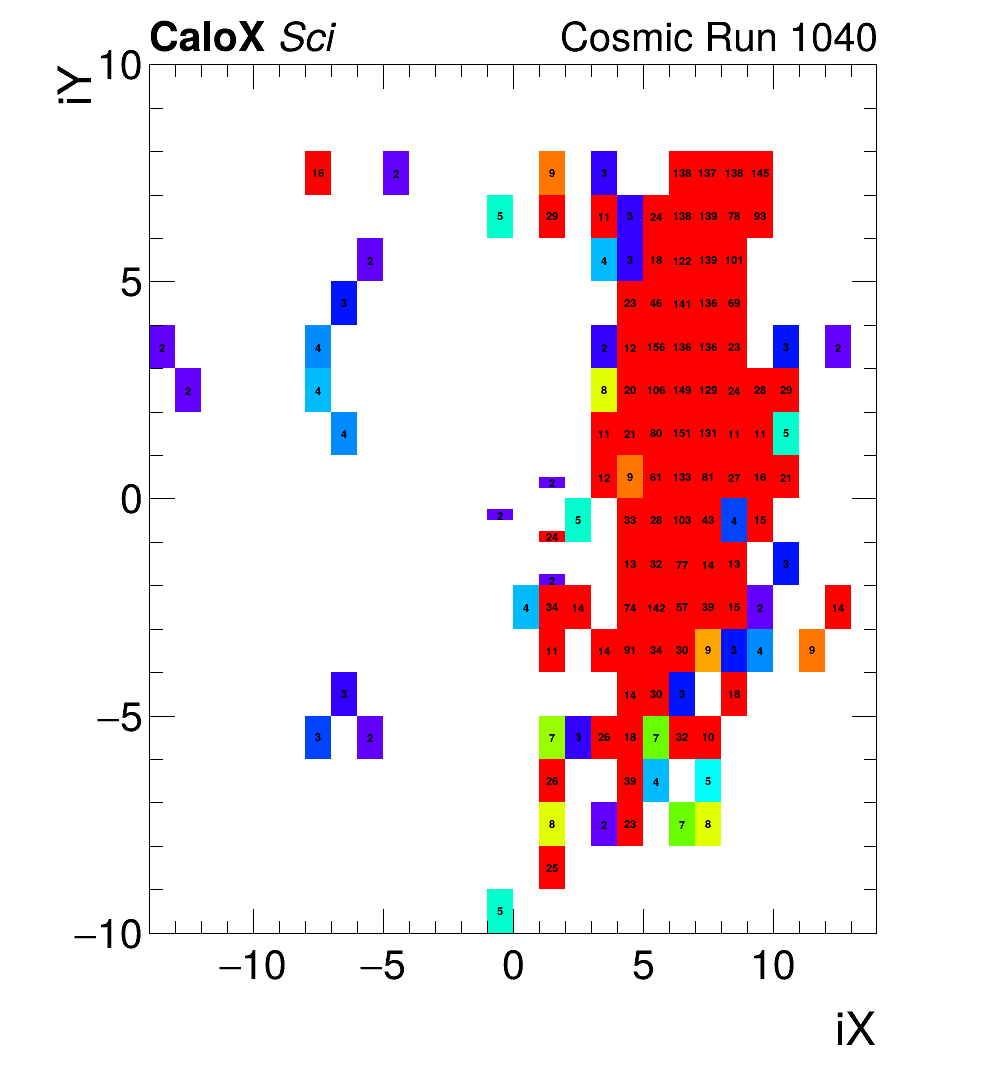 CaloX Sci Cosmic Run 1040
iY
10
16 2 9 3 138 137 138 145
5 29 11 3 24 138 139 78 93
2 4 3 18 122 139 101
5
3 23 46 141 136 69
2 4 2 12 156 136 136 23 3 2
2 4 8 20 106 149 129 24 28 29
4 11 21 80 151 131 11 11 5
2 12 9 61 133 81 27 16 21
0
2 24 5 33 28 103 43 4 15
2 13 32 77 14 13 3
4 34 14 74 142 57 39 15 2 14
11 14 91 34 30 9 3 4 9
3 14 30 3 18
−5
3 2 7 3 26 18 7 32 10
26 39 4 5
8 2 23 7 8
25
5
−10
−10 −5 0 5 10
iX